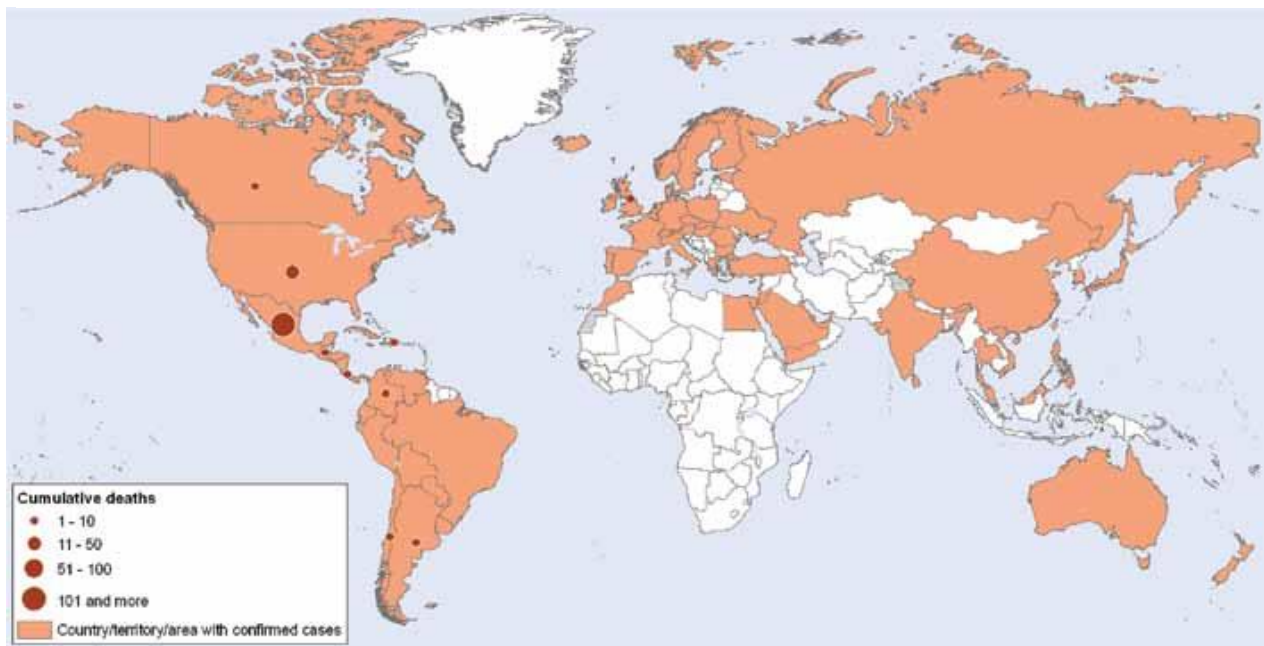 Cumulative deaths
1 - 10
11 - 50
51 - 100
101 and more
Country/territory/area with confirmed cases